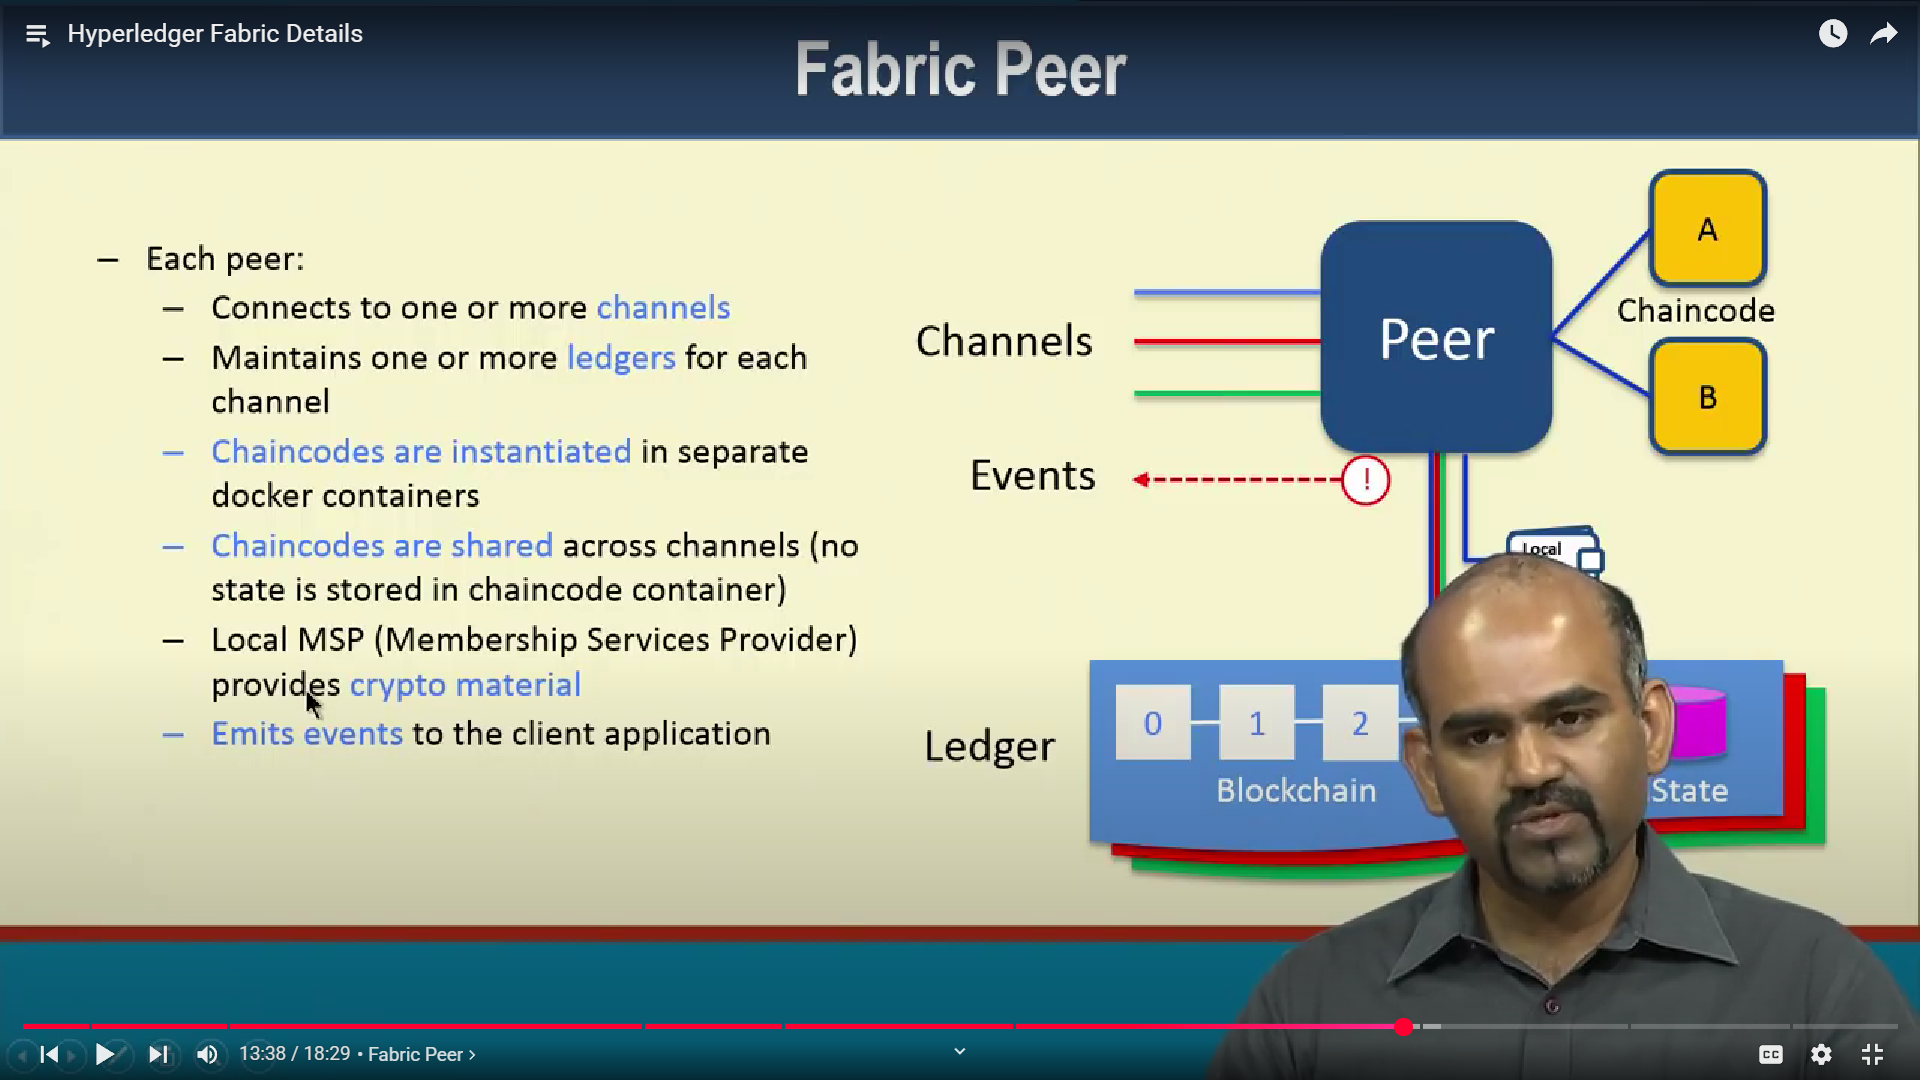 Hyperledger Fabric Details
Fabric Peer
– Each peer:
– Connects to one or more channels
– Maintains one or more ledgers for each
channel
– Chaincodes are instantiated in separate
docker containers
– Chaincodes are shared across channels (no
state is stored in chaincode container)
– Local MSP (Membership Services Provider)
provides crypto material
– Emits events to the client application
Channels
Peer
A
Chaincode
B
Events
!
Local
Ledger
0
1
2
Blockchain
State
13:38 / 18:29 • Fabric Peer ›
CC